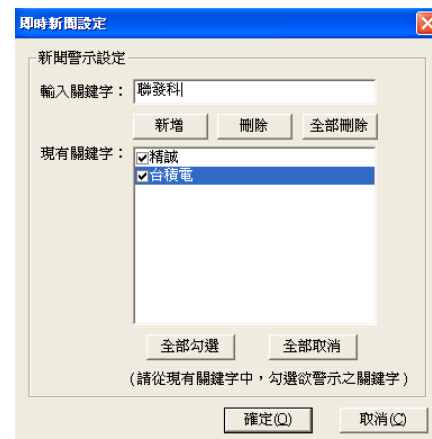 即時新聞設定
新聞警示設定
輸入關鍵字：聯發科
新增 刪除 全部刪除
現有關鍵字：精誠
台積電
全部勾選 全部取消
(請從現有關鍵字中，勾選欲警示之關鍵字)
確定(O) 取消(C)